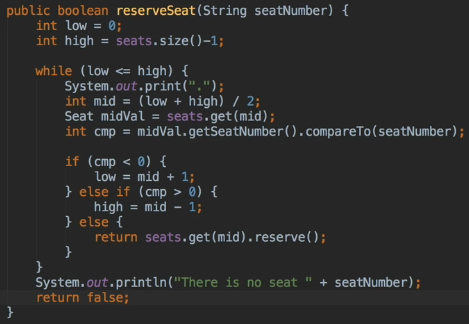 public boolean reserveSeat(String seatNumber) {
    int low = 0;
    int high = seats.size()-1;

    while (low <= high) {
        System.out.print(".");
        int mid = (low + high) / 2;
        Seat midVal = seats.get(mid);
        int cmp = midVal.getSeatNumber().compareTo(seatNumber);

        if (cmp < 0) {
            low = mid + 1;
        } else if (cmp > 0) {
            high = mid - 1;
        } else {
            return seats.get(mid).reserve();
        }
    }
    System.out.println("There is no seat " + seatNumber);
    return false;
}